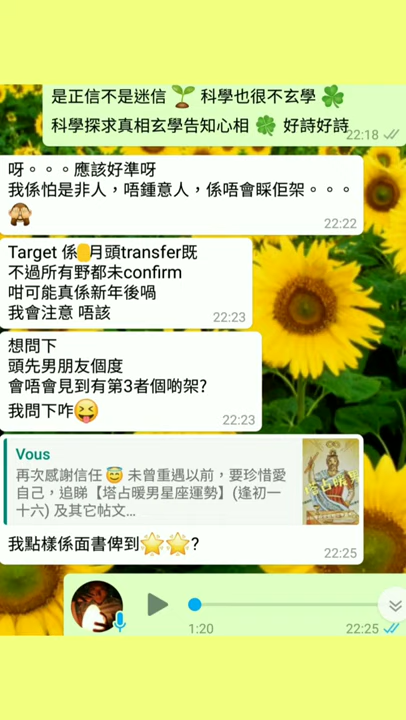 是正信不是迷信🌱 科學也很不玄學🍀
科學探求真相玄學告知心相🍀 好詩好詩
22:18
呀。。。應該好準呀
我係怕是非人，唔鍾意人，係唔會睬佢架。。。
🙈
22:22
Target 係 月頭transfer既
不過所有野都未confirm
咁可能真係新年後喎
我會注意 唔該
22:23
想問下
頭先男朋友個度
會唔會見到有第3者個啲架?
我問下咋😝
22:23
Vous
再次感謝信任😇 未曾重遇以前，要珍惜愛
自己，追睇【塔占暖男星座運勢】(逢初一
十六) 及其它帖文...
我點樣係面書俾到🌟🌟?
22:25
1:20
22:25